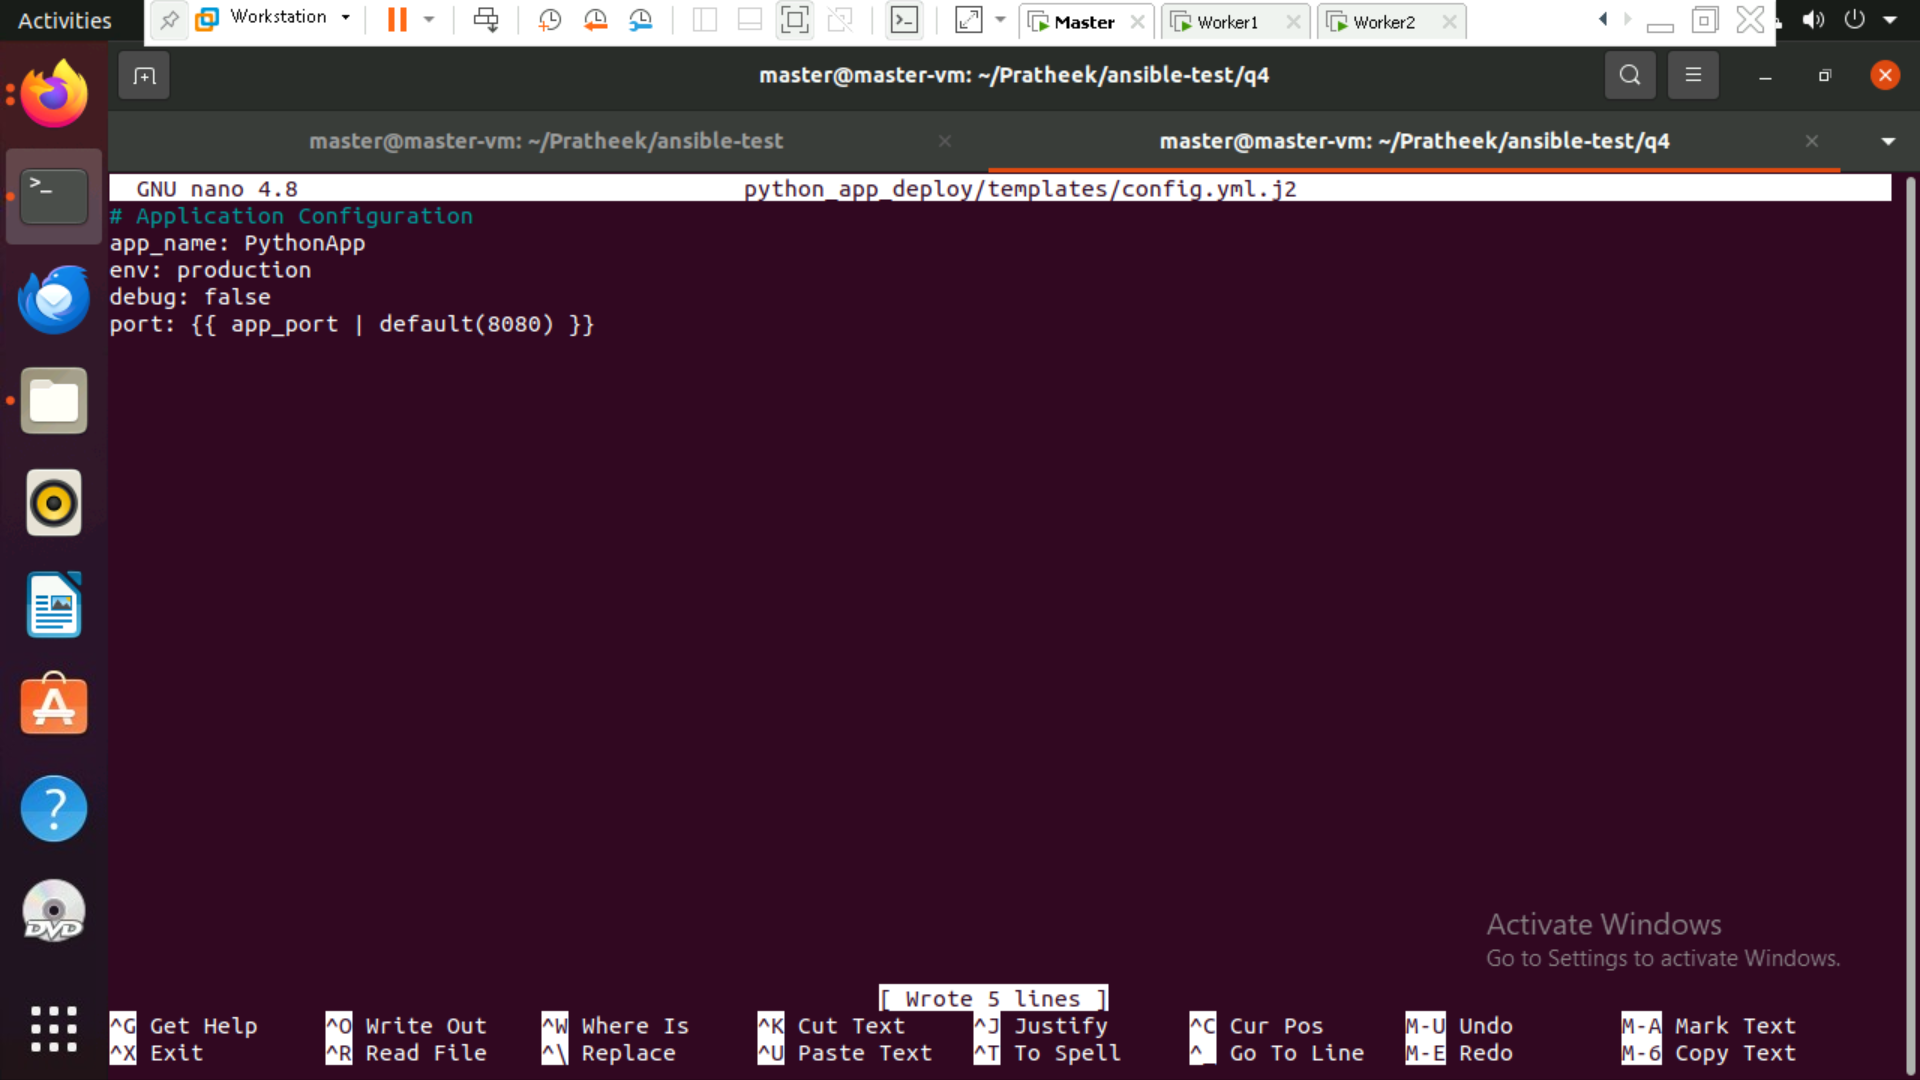 Activities
Workstation
Master
Worker1
Worker2
master@master-vm: ~/Pratheek/ansible-test/q4
master@master-vm: ~/Pratheek/ansible-test
master@master-vm: ~/Pratheek/ansible-test/q4
GNU nano 4.8 python_app_deploy/templates/config.yml.j2
# Application Configuration
app_name: PythonApp
env: production
debug: false
port: {{ app_port | default(8080) }}
Activate Windows
Go to Settings to activate Windows.
[ Wrote 5 lines ]
^G Get Help ^O Write Out ^W Where Is ^K Cut Text ^J Justify ^C Cur Pos M-U Undo M-A Mark Text
^X Exit ^R Read File ^\ Replace ^U Paste Text ^T To Spell ^_ Go To Line M-E Redo M-6 Copy Text
DVD